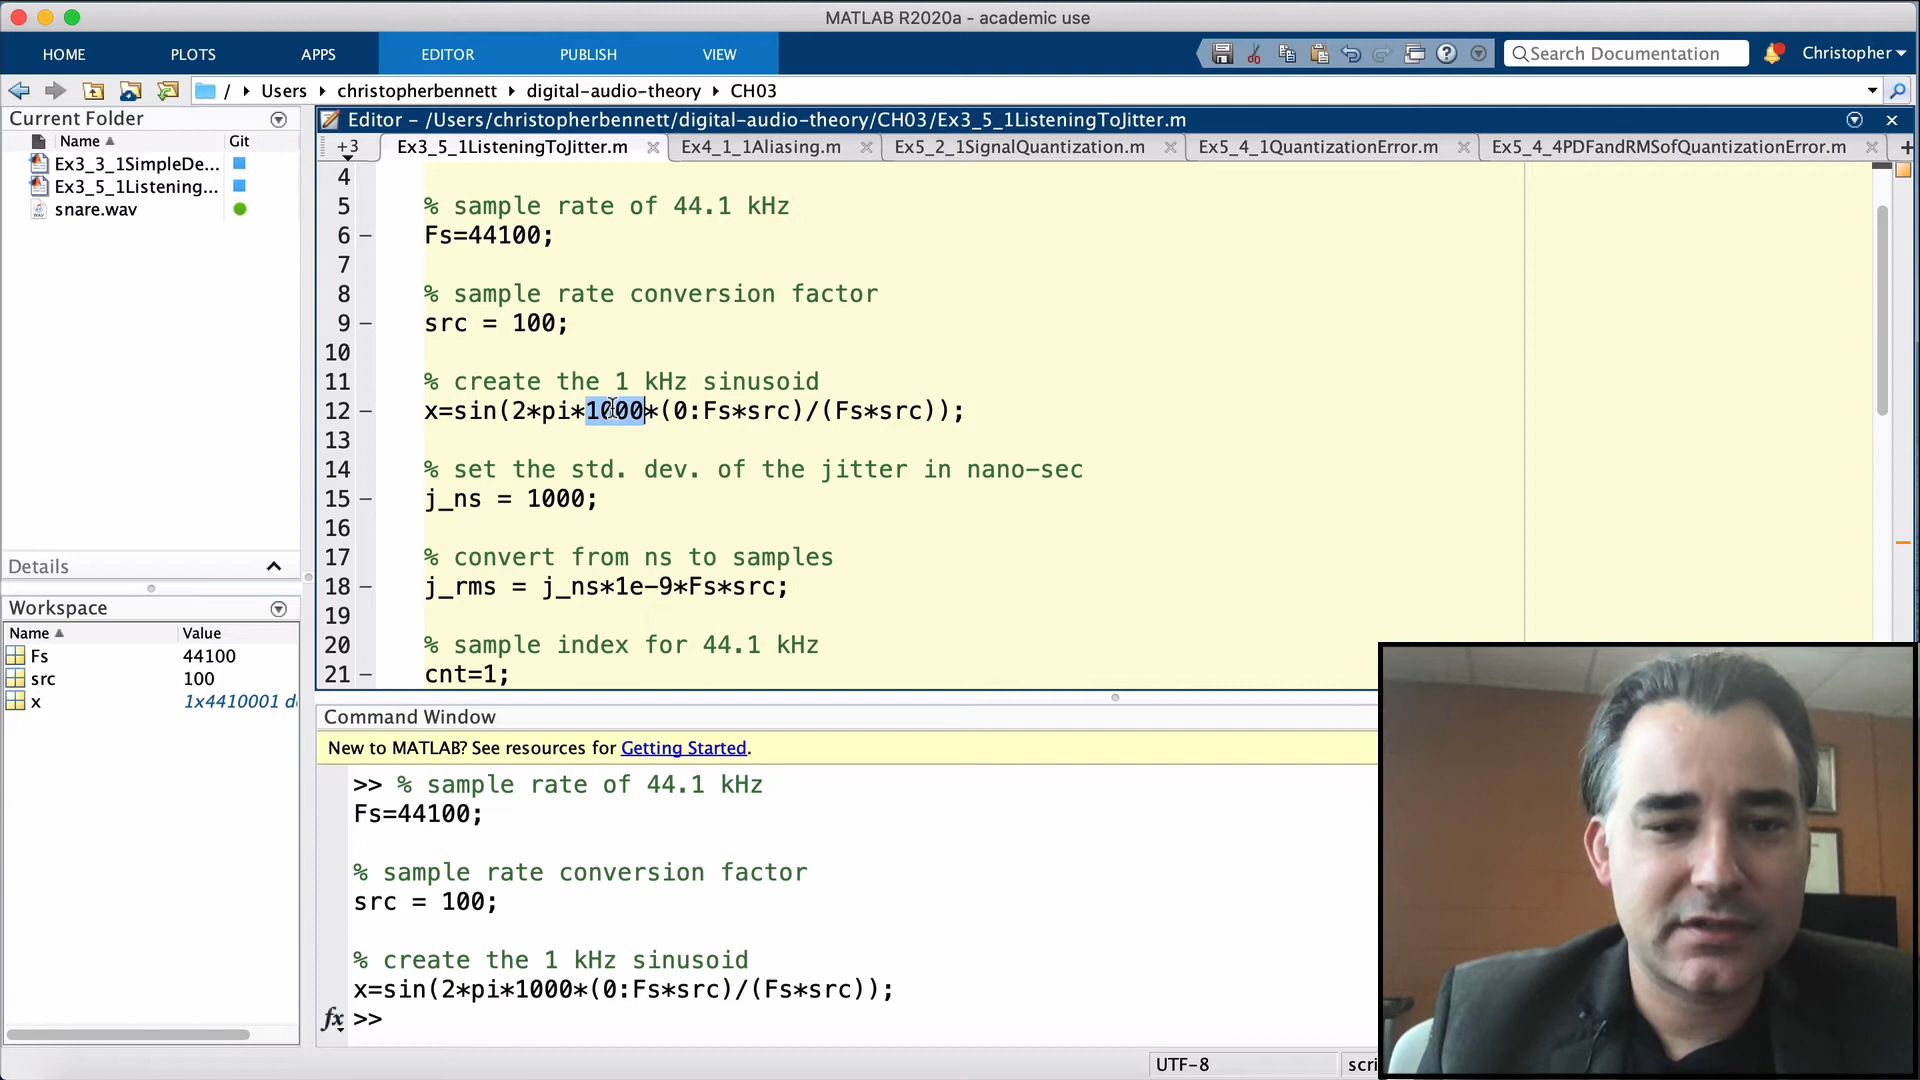 MATLAB R2020a - academic use
HOME PLOTS APPS EDITOR PUBLISH VIEW Search Documentation Christopher
/ Users christopherbennett digital-audio-theory CH03
Current Folder
Name Git
Ex3_3_1SimpleDe...
Ex3_5_1Listening...
snare.wav
Details
Workspace
Name Value
Fs 44100
src 100
x 1x4410001 d
Editor – /Users/christopherbennett/digital-audio-theory/CH03/Ex3_5_1ListeningToJitter.m
+3 Ex3_5_1ListeningToJitter.m Ex4_1_1Aliasing.m Ex5_2_1SignalQuantization.m Ex5_4_1QuantizationError.m Ex5_4_4PDFandRMSofQuantizationError.m
4
5 % sample rate of 44.1 kHz
6 – Fs=44100;
7
8 % sample rate conversion factor
9 – src = 100;
10
11 % create the 1 kHz sinusoid
12 – x=sin(2*pi*1000*(0:Fs*src)/(Fs*src));
13
14 % set the std. dev. of the jitter in nano-sec
15 – j_ns = 1000;
16
17 % convert from ns to samples
18 – j_rms = j_ns*1e-9*Fs*src;
19
20 % sample index for 44.1 kHz
21 – cnt=1;
Command Window
New to MATLAB? See resources for Getting Started.
>> % sample rate of 44.1 kHz
Fs=44100;
% sample rate conversion factor
src = 100;
% create the 1 kHz sinusoid
x=sin(2*pi*1000*(0:Fs*src)/(Fs*src));
fx >>
UTF-8 scri